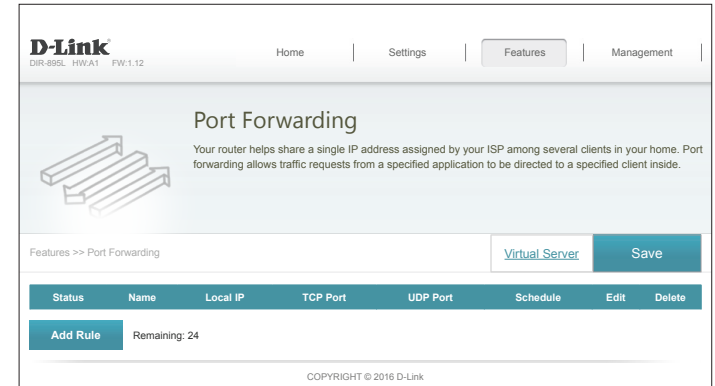 D-Link
DIR-895L HW:A1 FW:1.12
Home Settings Features Management
Port Forwarding
Your router helps share a single IP address assigned by your ISP among several clients in your home. Port
forwarding allows traffic requests from a specified application to be directed to a specified client inside.
Features >> Port Forwarding
Virtual Server
Save
Status Name Local IP TCP Port UDP Port Schedule Edit Delete
Add Rule Remaining: 24
COPYRIGHT © 2016 D-Link